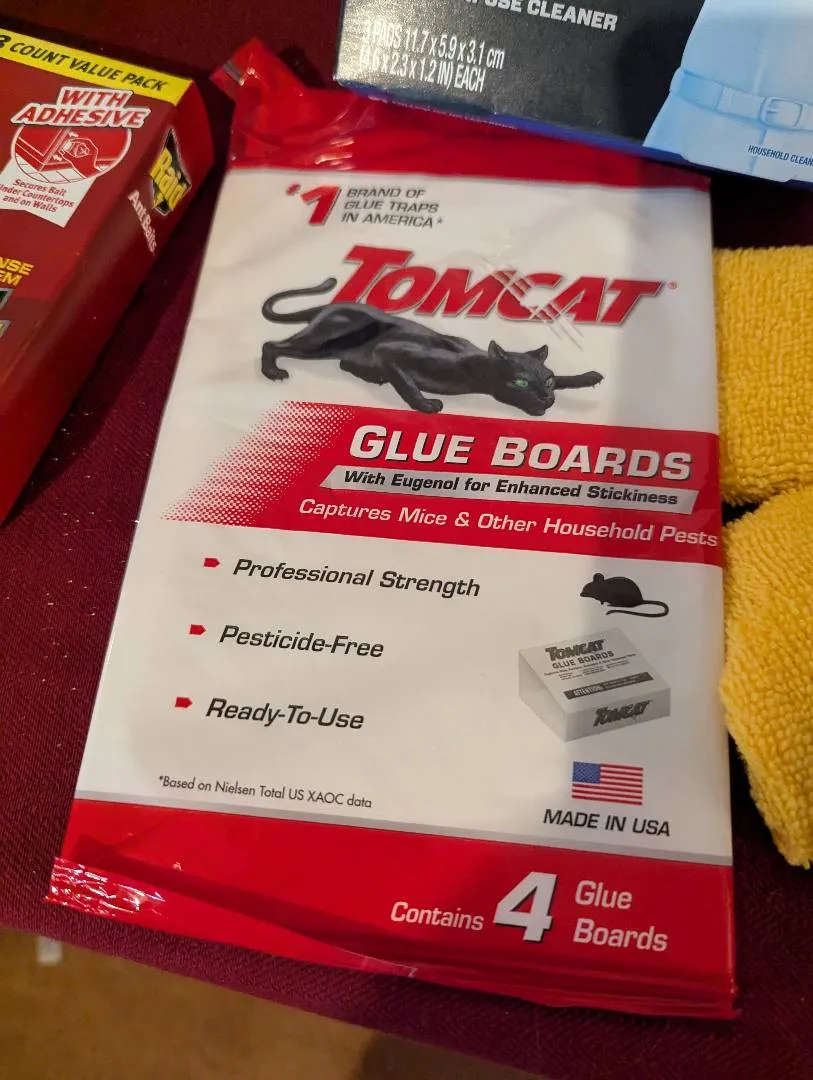 USE CLEANER
3 PADS 11.7 x 5.9 x 3.1 cm
(4.6 x 2.3 x 1.2 IN) EACH
HOUSEHOLD CLEAN
COUNT VALUE PACK
WITH
ADHESIVE
Secures Bait
Under Countertops
and on Walls
Raid
Ant Baits
#1 BRAND OF
GLUE TRAPS
IN AMERICA*
TOMCAT®
GLUE BOARDS
With Eugenol for Enhanced Stickiness
Captures Mice & Other Household Pests
Professional Strength
Pesticide-Free
Ready-To-Use
TOMCAT
GLUE BOARDS
ATTENTION:
TOMCAT
*Based on Nielsen Total US XAOC data
MADE IN USA
Contains 4 Glue
Boards